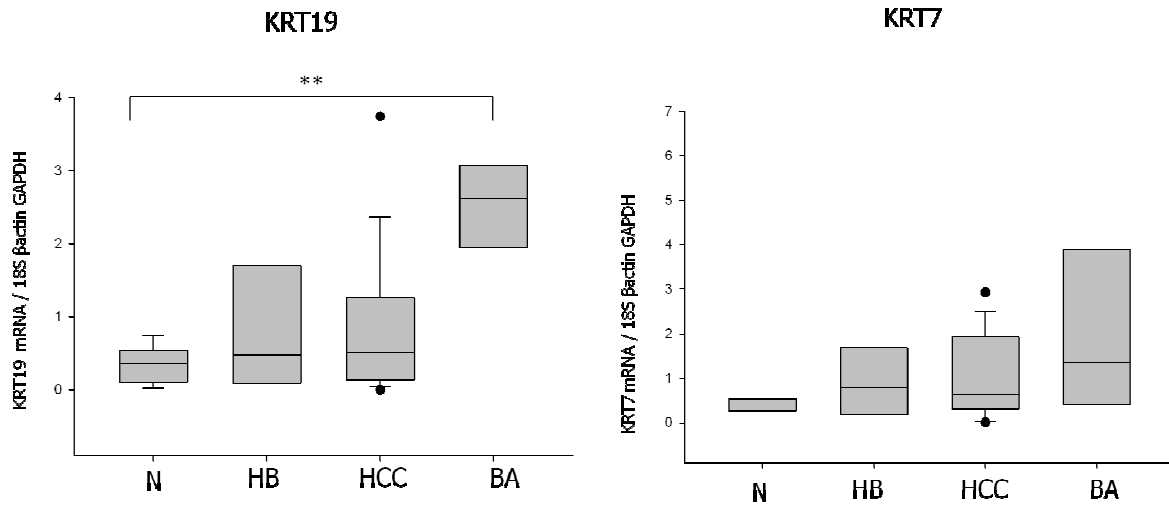 KRT19
**
4
3
2
1
0
KRT19 mRNA / 18S βactin GAPDH
N HB HCC BA
KRT7
7
6
5
4
3
2
1
0
KRT7 mRNA / 18S βactin GAPDH
N HB HCC BA